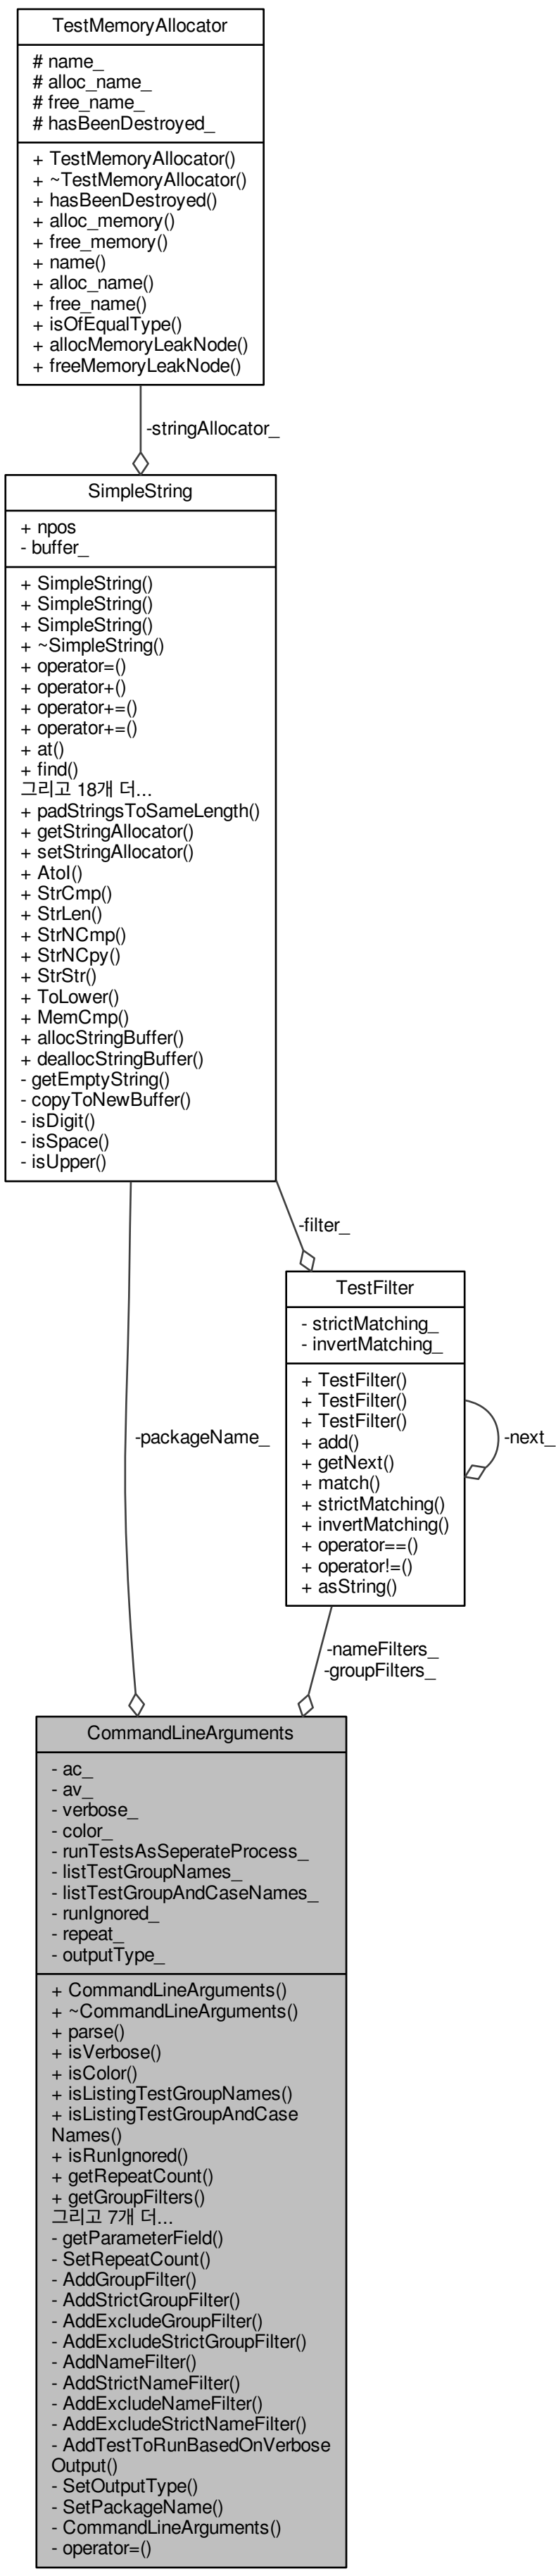 TestMemoryAllocator
# name_
# alloc_name_
# free_name_
# hasBeenDestroyed_
+ TestMemoryAllocator()
+ ~TestMemoryAllocator()
+ hasBeenDestroyed()
+ alloc_memory()
+ free_memory()
+ name()
+ alloc_name()
+ free_name()
+ isOfEqualType()
+ allocMemoryLeakNode()
+ freeMemoryLeakNode()
-stringAllocator_
SimpleString
+ npos
- buffer_
+ SimpleString()
+ SimpleString()
+ SimpleString()
+ ~SimpleString()
+ operator=()
+ operator+()
+ operator+=()
+ operator+=()
+ at()
+ find()
그리고 18개 더...
+ padStringsToSameLength()
+ getStringAllocator()
+ setStringAllocator()
+ AtoI()
+ StrCmp()
+ StrLen()
+ StrNCmp()
+ StrNCpy()
+ StrStr()
+ ToLower()
+ MemCmp()
+ allocStringBuffer()
+ deallocStringBuffer()
- getEmptyString()
- copyToNewBuffer()
- isDigit()
- isSpace()
- isUpper()
-filter_
TestFilter
- strictMatching_
- invertMatching_
+ TestFilter()
+ TestFilter()
+ TestFilter()
+ add()
+ getNext()
+ match()
+ strictMatching()
+ invertMatching()
+ operator==()
+ operator!=()
+ asString()
-next_
-packageName_
-nameFilters_
-groupFilters_
CommandLineArguments
- ac_
- av_
- verbose_
- color_
- runTestsAsSeperateProcess_
- listTestGroupNames_
- listTestGroupAndCaseNames_
- runIgnored_
- repeat_
- outputType_
+ CommandLineArguments()
+ ~CommandLineArguments()
+ parse()
+ isVerbose()
+ isColor()
+ isListingTestGroupNames()
+ isListingTestGroupAndCase
Names()
+ isRunIgnored()
+ getRepeatCount()
+ getGroupFilters()
그리고 7개 더...
- getParameterField()
- SetRepeatCount()
- AddGroupFilter()
- AddStrictGroupFilter()
- AddExcludeGroupFilter()
- AddExcludeStrictGroupFilter()
- AddNameFilter()
- AddStrictNameFilter()
- AddExcludeNameFilter()
- AddExcludeStrictNameFilter()
- AddTestToRunBasedOnVerbose
Output()
- SetOutputType()
- SetPackageName()
- CommandLineArguments()
- operator=()